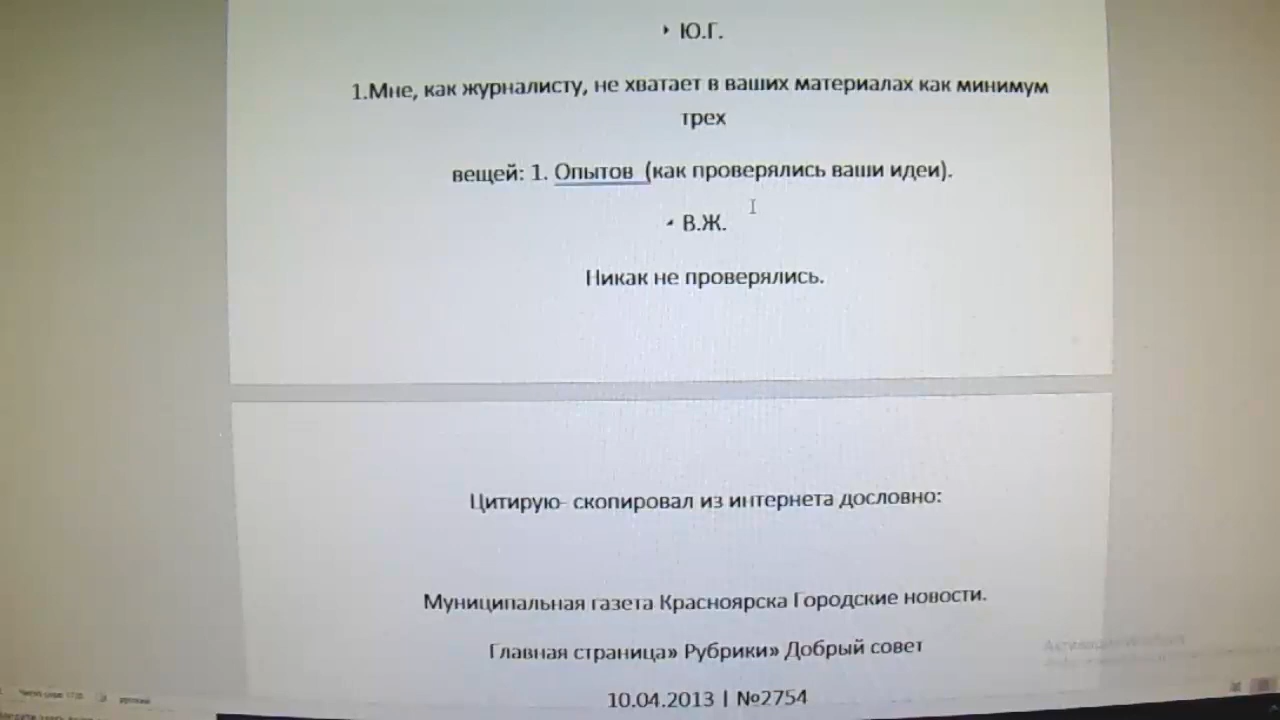 Ю.Г.
1.Мне, как журналисту, не хватает в ваших материалах как минимум
трех
вещей: 1. Опытов (как проверялись ваши идеи).
В.Ж.
Никак не проверялись.
Цитирую- скопировал из интернета дословно:
Муниципальная газета Красноярска Городские новости.
Главная страница» Рубрики» Добрый совет
10.04.2013 | №2754
русский